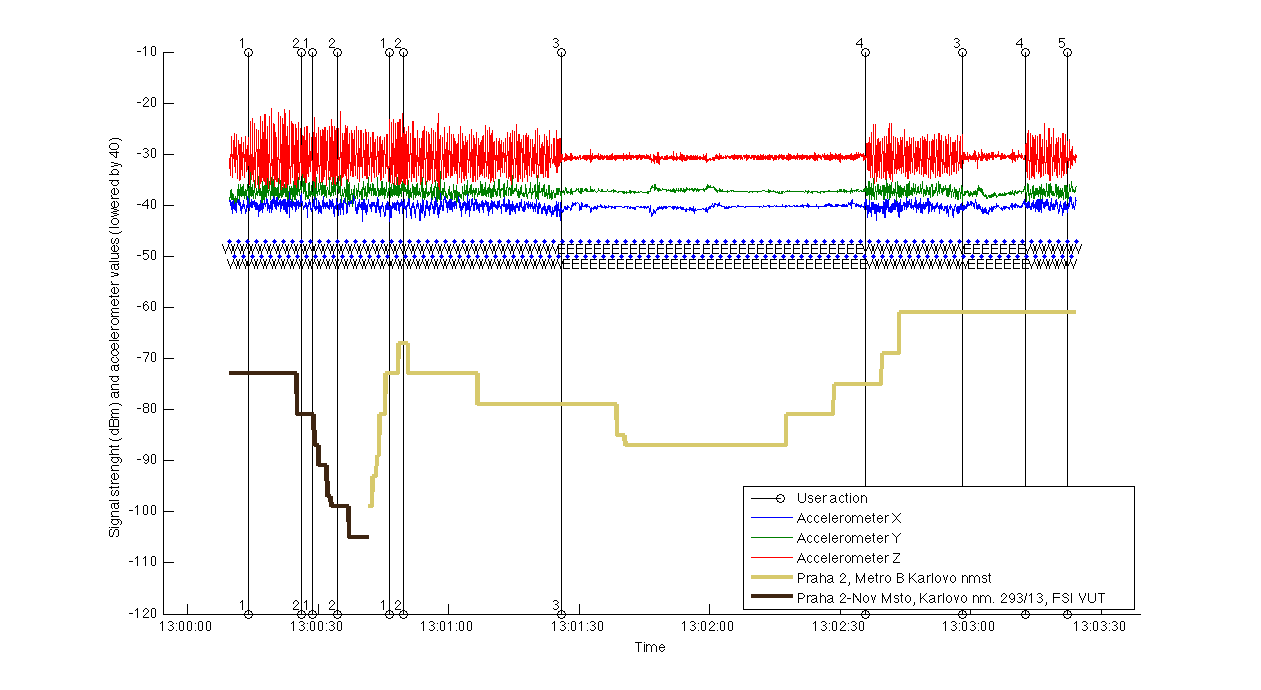 1 2 1 2 1 2 3 4 3 4 5
-10
-20
-30
-40
-50
-60
-70
-80
-90
-100
-110
-120
Signal strenght (dBm) and accelerometer values (lowered by 40)
User action
Accelerometer X
Accelerometer Y
Accelerometer Z
Praha 2, Metro B Karlovo nmst
Praha 2-Nov Msto, Karlovo nm. 293/13, FSI VUT
1 2 1 2 1 2 3
13:00:00 13:00:30 13:01:00 13:01:30 13:02:00 13:02:30 13:03:00 13:03:30
Time